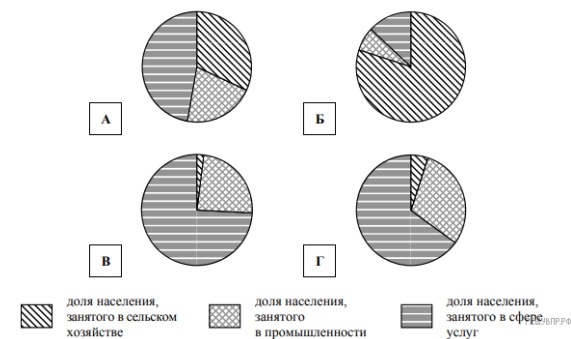 А
Б
В
Г
доля населения,
занятого в сельском
хозяйстве
доля населения,
занятого
в промышленности
доля населения,
занятого в сфере
услуг